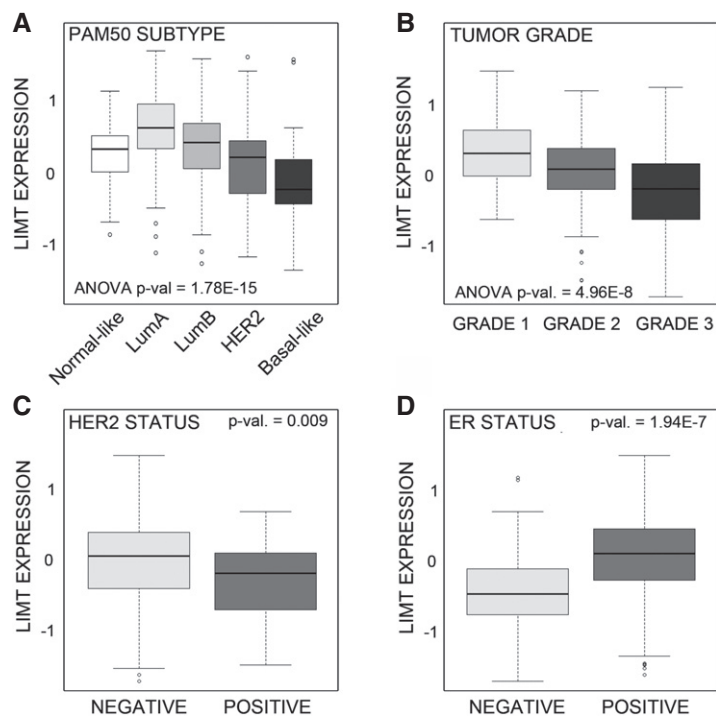 A
PAM50 SUBTYPE
LIMT EXPRESSION
1
0
-1
ANOVA p-val = 1.78E-15
Normal-like
LumA
LumB
HER2
Basal-like
B
TUMOR GRADE
LIMT EXPRESSION
1
0
-1
ANOVA p-val. = 4.96E-8
GRADE 1 GRADE 2 GRADE 3
C
HER2 STATUS p-val. = 0.009
LIMT EXPRESSION
1
0
-1
NEGATIVE POSITIVE
D
ER STATUS p-val. = 1.94E-7
LIMT EXPRESSION
1
0
-1
NEGATIVE POSITIVE